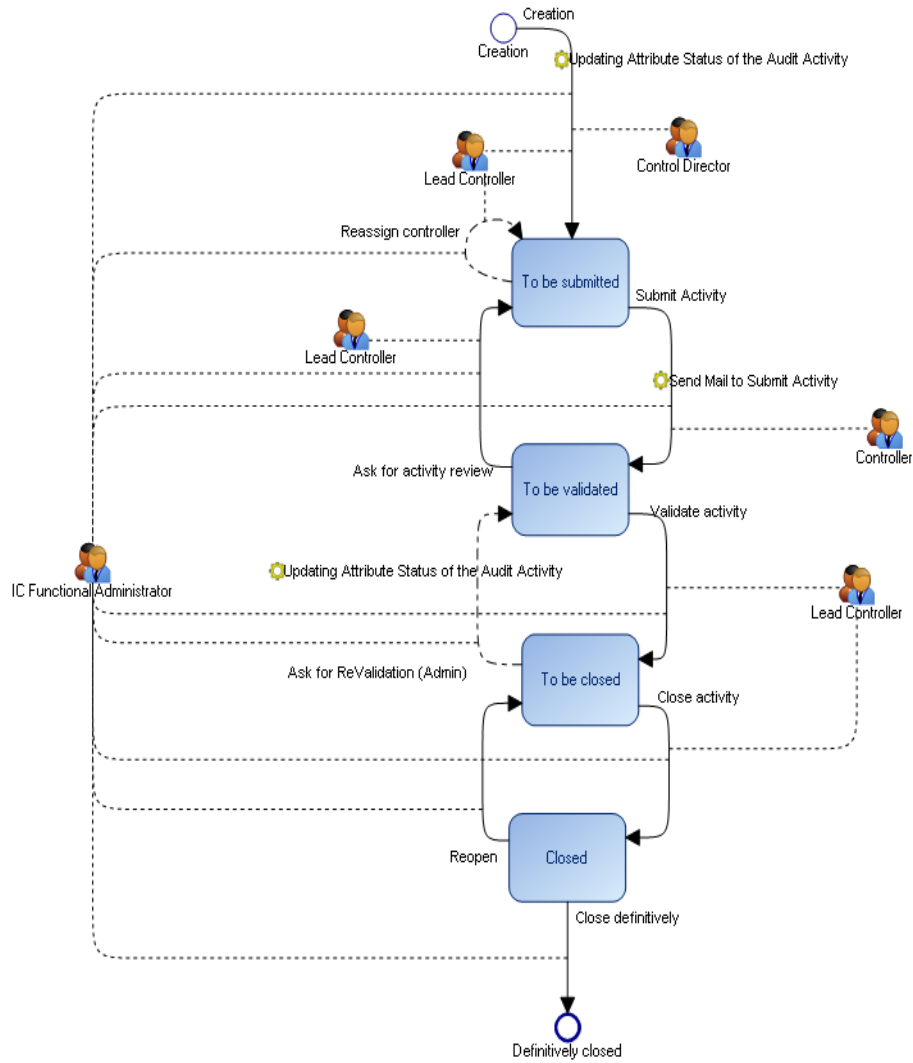 Creation
Creation
Updating Attribute Status of the Audit Activity
Lead Controller
Control Director
Reassign controller
To be submitted
Submit Activity
Lead Controller
Send Mail to Submit Activity
Controller
Ask for activity review
To be validated
Validate activity
Updating Attribute Status of the Audit Activity
IC Functional Administrator
Lead Controller
Ask for ReValidation (Admin)
To be closed
Close activity
Reopen
Closed
Close definitively
Definitively closed